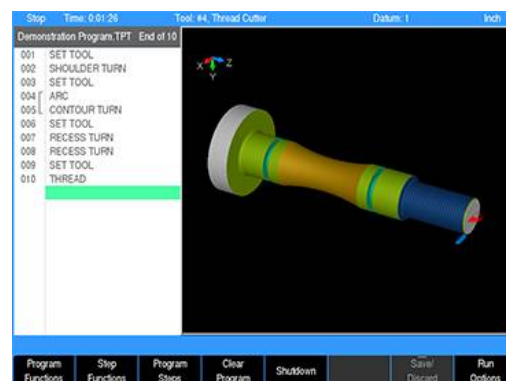 Stop Time: 0:01:26 Tool: #4, Thread Cutter Datum: 1 Inch
Demonstration Program.TPT End of 10
001 SET TOOL
002 SHOULDER TURN
003 SET TOOL
004 ARC
005 CONTOUR TURN
006 SET TOOL
007 RECESS TURN
008 RECESS TURN
009 SET TOOL
010 THREAD
X Z
Y
Program Functions
Step Functions
Program Steps
Clear Program
Shutdown
Save/ Discard
Run Options